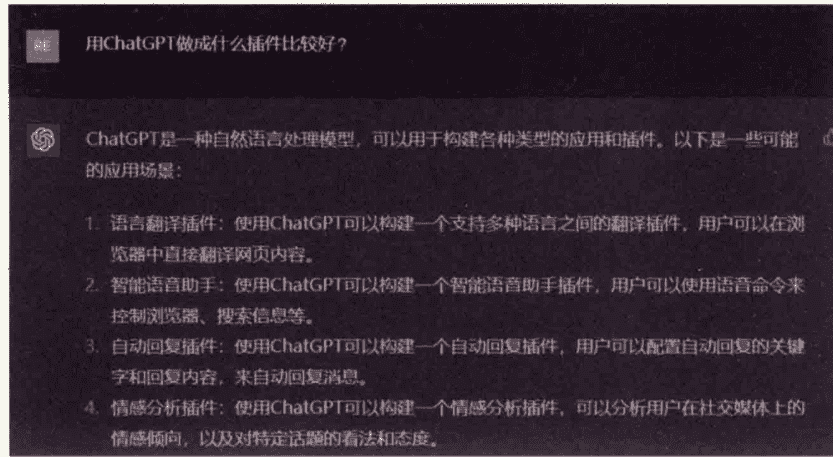 RE
用ChatGPT做成什么插件比较好？
ChatGPT是一种自然语言处理模型，可以用于构建各种类型的应用和插件。以下是一些可能
的应用场景：
1. 语言翻译插件：使用ChatGPT可以构建一个支持多种语言之间的翻译插件，用户可以在浏
览器中直接翻译网页内容。
2. 智能语音助手：使用ChatGPT可以构建一个智能语音助手插件，用户可以使用语音命令来
控制浏览器、搜索信息等。
3. 自动回复插件：使用ChatGPT可以构建一个自动回复插件，用户可以配置自动回复的关键
字和回复内容，来自动回复消息。
4. 情感分析插件：使用ChatGPT可以构建一个情感分析插件，可以分析用户在社交媒体上的
情感倾向，以及对特定话题的看法和态度。